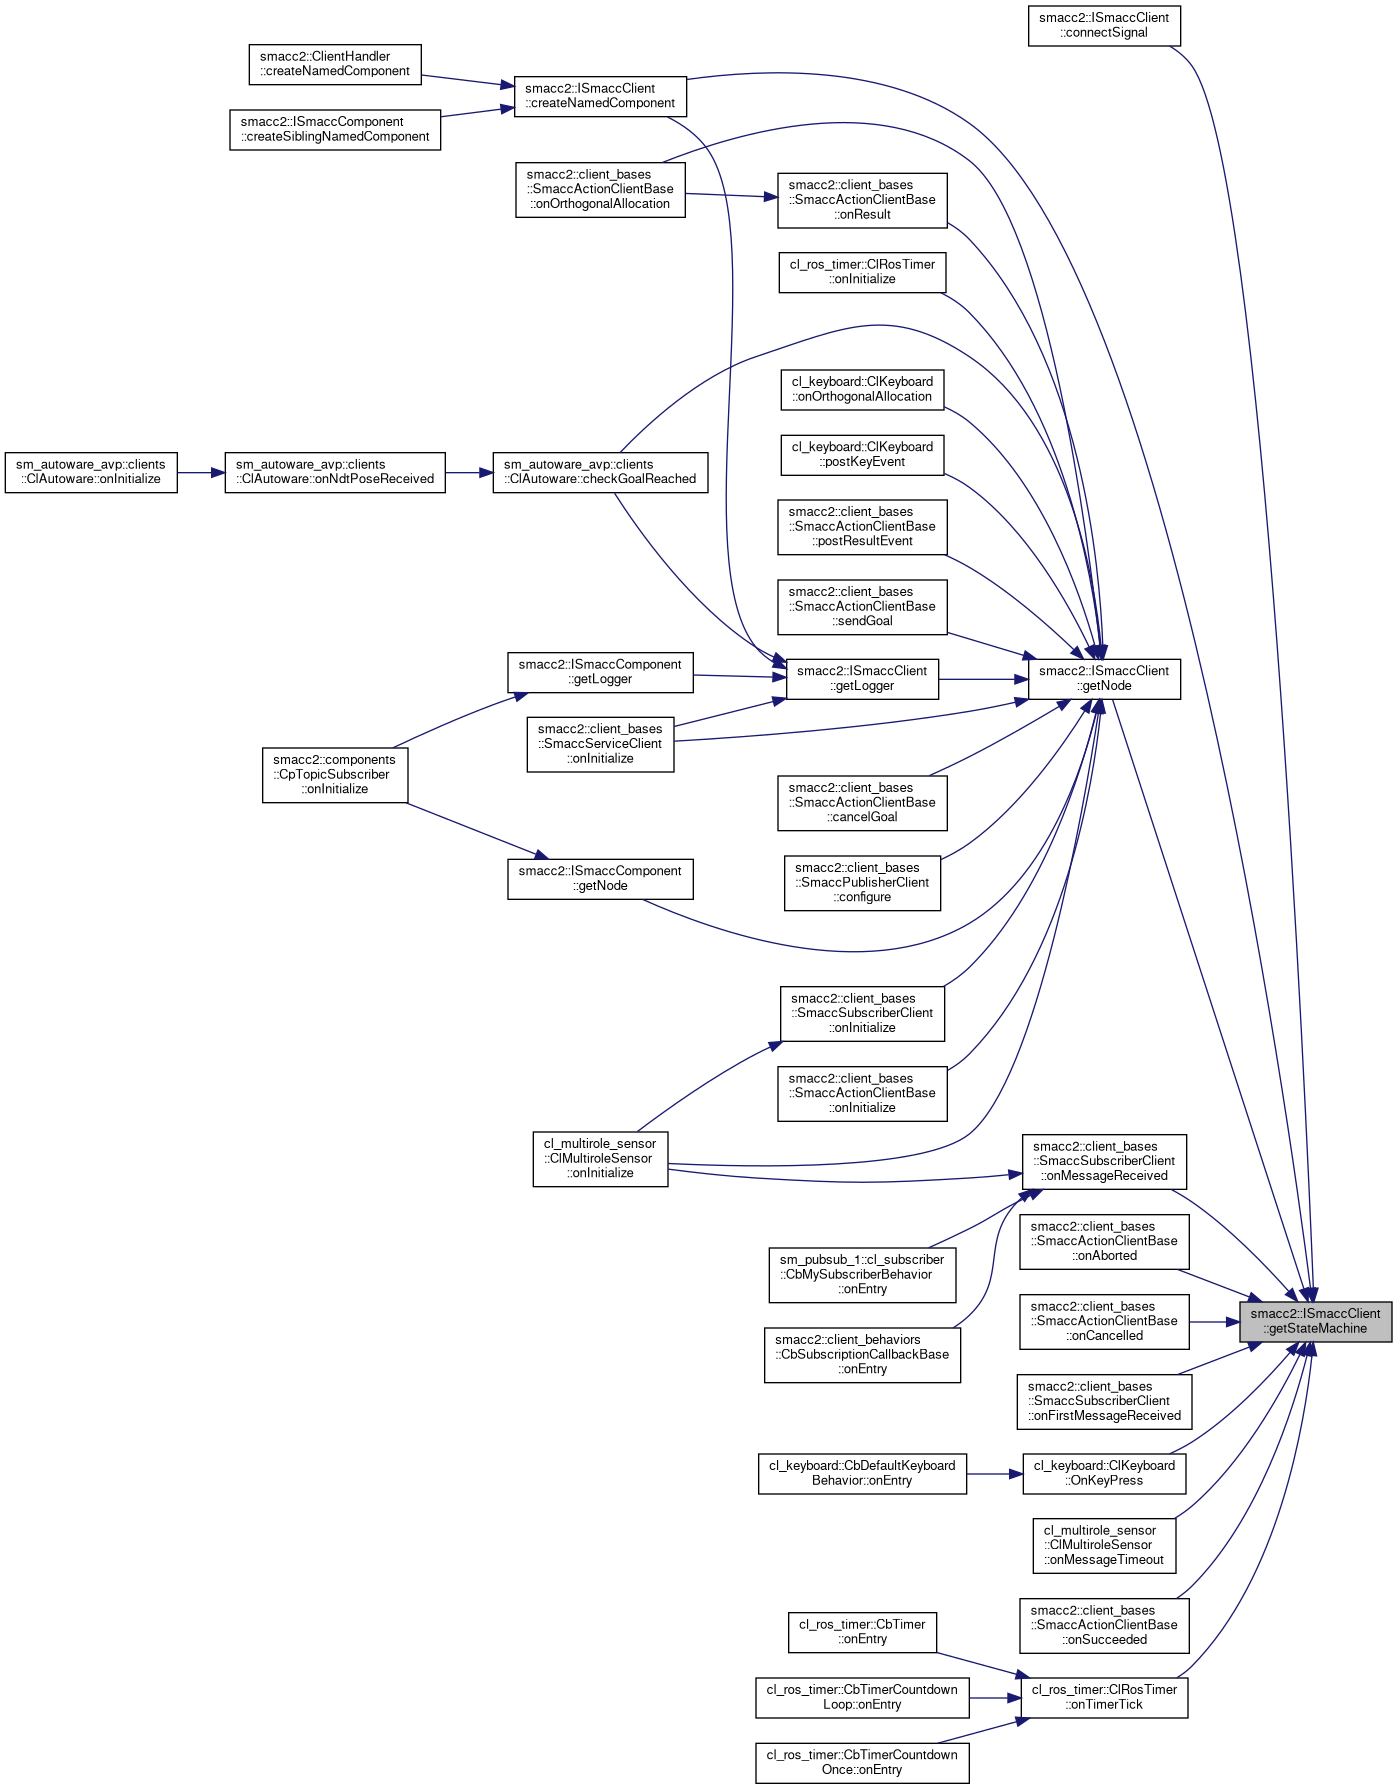 smacc2::ISmaccClient
::connectSignal
smacc2::ClientHandler
::createNamedComponent
smacc2::ISmaccClient
::createNamedComponent
smacc2::ISmaccComponent
::createSiblingNamedComponent
smacc2::client_bases
::SmaccActionClientBase
::onOrthogonalAllocation
smacc2::client_bases
::SmaccActionClientBase
::onResult
cl_ros_timer::ClRosTimer
::onInitialize
cl_keyboard::ClKeyboard
::onOrthogonalAllocation
cl_keyboard::ClKeyboard
::postKeyEvent
sm_autoware_avp::clients
::ClAutoware::onInitialize
sm_autoware_avp::clients
::ClAutoware::onNdtPoseReceived
sm_autoware_avp::clients
::ClAutoware::checkGoalReached
smacc2::client_bases
::SmaccActionClientBase
::postResultEvent
smacc2::client_bases
::SmaccActionClientBase
::sendGoal
smacc2::ISmaccComponent
::getLogger
smacc2::ISmaccClient
::getLogger
smacc2::ISmaccClient
::getNode
smacc2::client_bases
::SmaccServiceClient
::onInitialize
smacc2::components
::CpTopicSubscriber
::onInitialize
smacc2::client_bases
::SmaccActionClientBase
::cancelGoal
smacc2::ISmaccComponent
::getNode
smacc2::client_bases
::SmaccPublisherClient
::configure
smacc2::client_bases
::SmaccSubscriberClient
::onInitialize
smacc2::client_bases
::SmaccActionClientBase
::onInitialize
cl_multirole_sensor
::ClMultiroleSensor
::onInitialize
smacc2::client_bases
::SmaccSubscriberClient
::onMessageReceived
smacc2::client_bases
::SmaccActionClientBase
::onAborted
sm_pubsub_1::cl_subscriber
::CbMySubscriberBehavior
::onEntry
smacc2::client_bases
::SmaccActionClientBase
::onCancelled
smacc2::ISmaccClient
::getStateMachine
smacc2::client_behaviors
::CbSubscriptionCallbackBase
::onEntry
smacc2::client_bases
::SmaccSubscriberClient
::onFirstMessageReceived
cl_keyboard::CbDefaultKeyboard
Behavior::onEntry
cl_keyboard::ClKeyboard
::OnKeyPress
cl_multirole_sensor
::ClMultiroleSensor
::onMessageTimeout
smacc2::client_bases
::SmaccActionClientBase
::onSucceeded
cl_ros_timer::CbTimer
::onEntry
cl_ros_timer::CbTimerCountdown
Loop::onEntry
cl_ros_timer::ClRosTimer
::onTimerTick
cl_ros_timer::CbTimerCountdown
Once::onEntry